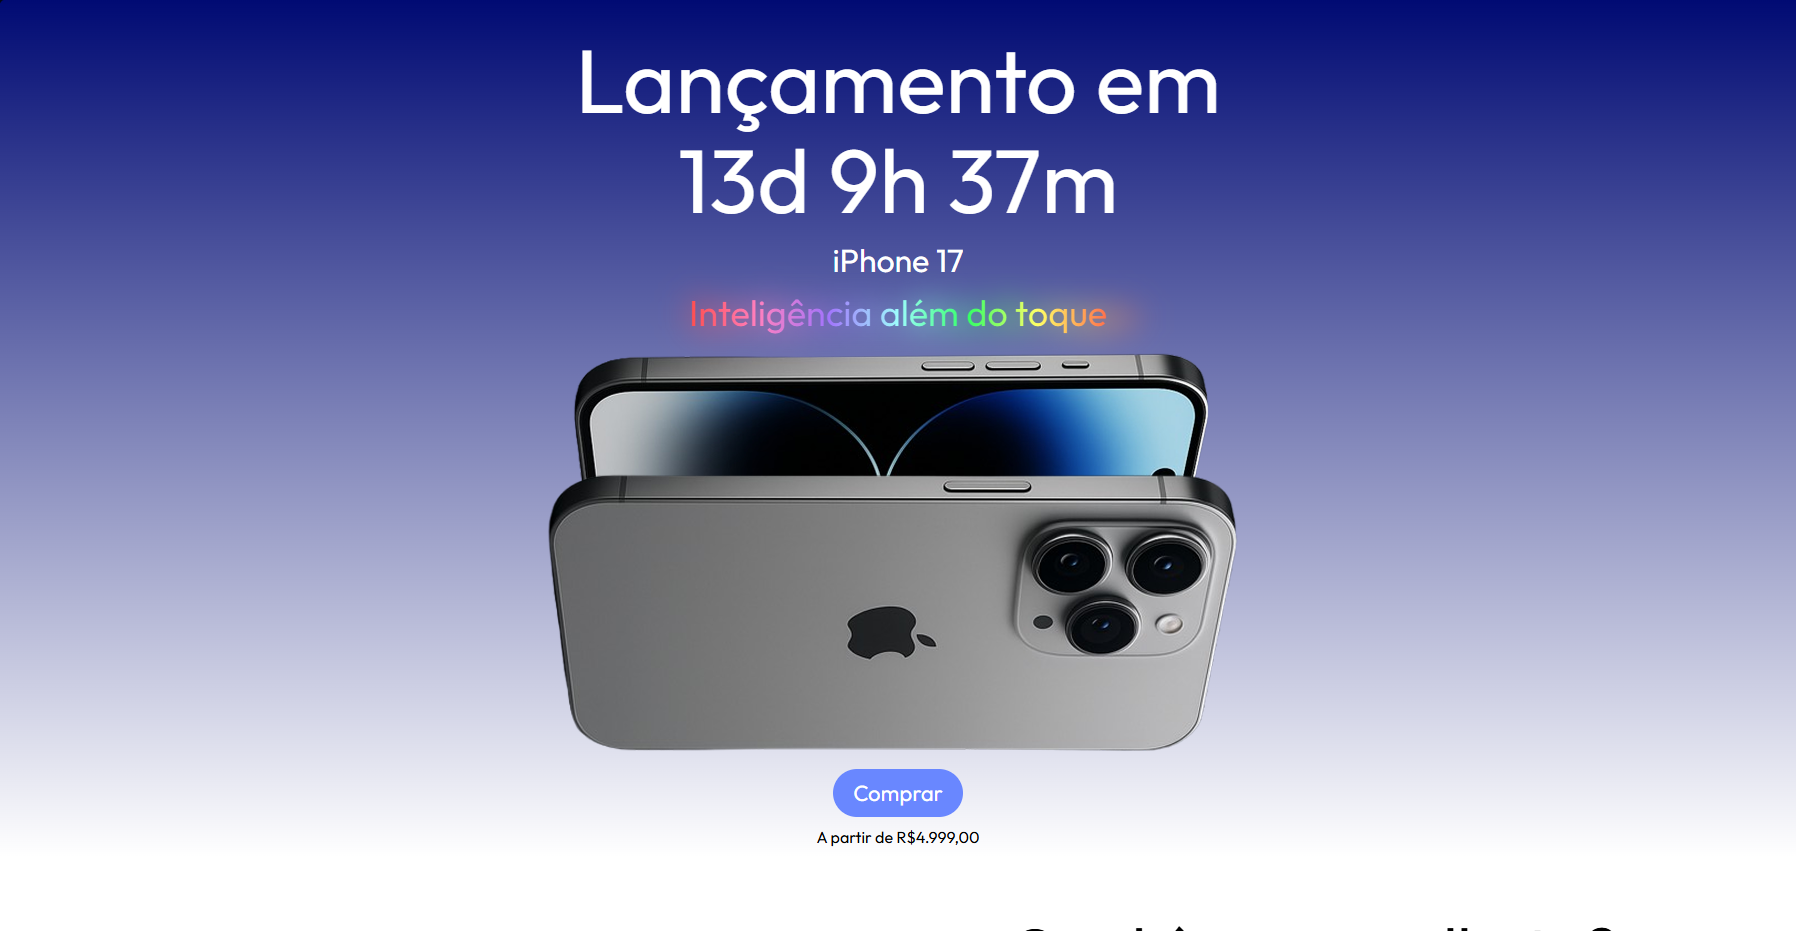 Lançamento em
13d 9h 37m
iPhone 17
Inteligência além do toque
Comprar
A partir de R$4.999,00